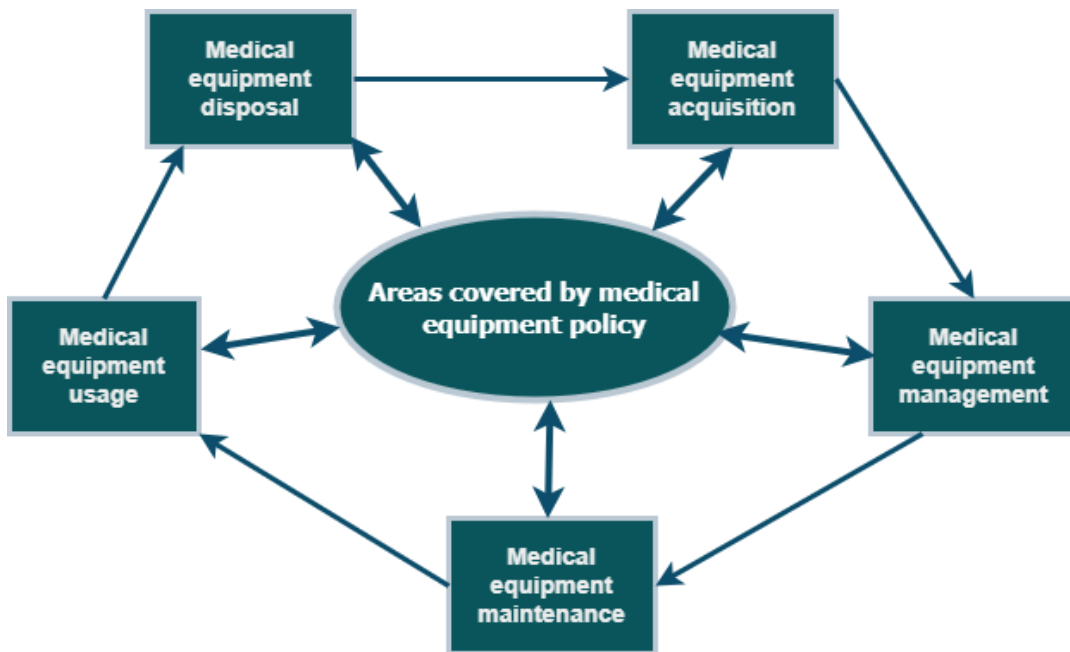 Medical
equipment
disposal
Medical
equipment
acquisition
Areas covered by medical
equipment policy
Medical
equipment
usage
Medical
equipment
management
Medical
equipment
maintenance